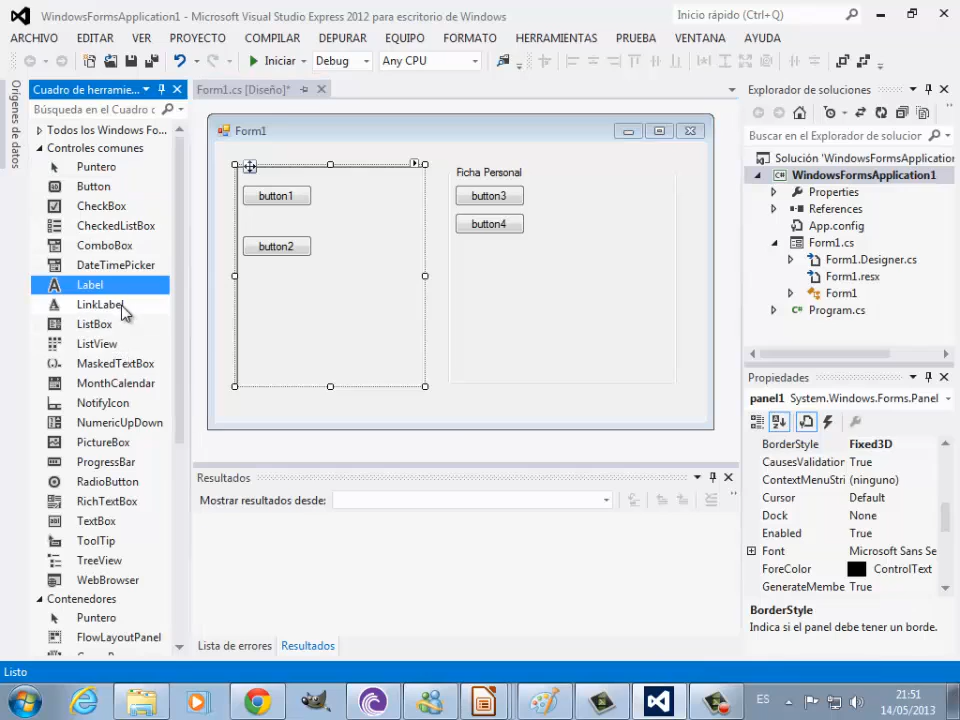 WindowsFormsApplication1 - Microsoft Visual Studio Express 2012 para escritorio de Windows
Inicio rápido (Ctrl+Q)
ARCHIVO EDITAR VER PROYECTO COMPILAR DEPURAR EQUIPO FORMATO HERRAMIENTAS PRUEBA VENTANA AYUDA
Iniciar Debug Any CPU
Orígenes de datos
Cuadro de herramie...
Búsqueda en el Cuadro
Todos los Windows Fo...
Controles comunes
Puntero
Button
CheckBox
CheckedListBox
ComboBox
DateTimePicker
Label
LinkLabel
ListBox
ListView
MaskedTextBox
MonthCalendar
NotifyIcon
NumericUpDown
PictureBox
ProgressBar
RadioButton
RichTextBox
TextBox
ToolTip
TreeView
WebBrowser
Contenedores
Puntero
FlowLayoutPanel
Form1.cs [Diseño]*
Form1
button1
button2
Ficha Personal
button3
button4
Resultados
Mostrar resultados desde:
Lista de errores Resultados
Explorador de soluciones
Buscar en el Explorador de solucior
Solución 'WindowsFormsApplication
WindowsFormsApplication1
Properties
References
App.config
Form1.cs
Form1.Designer.cs
Form1.resx
Form1
Program.cs
Propiedades
panel1 System.Windows.Forms.Panel
BorderStyle Fixed3D
CausesValidation True
ContextMenuStri (ninguno)
Cursor Default
Dock None
Enabled True
Font Microsoft Sans Se
ForeColor ControlText
GenerateMembe True
BorderStyle
Indica si el panel debe tener un borde.
Listo
ES
21:51
14/05/2013